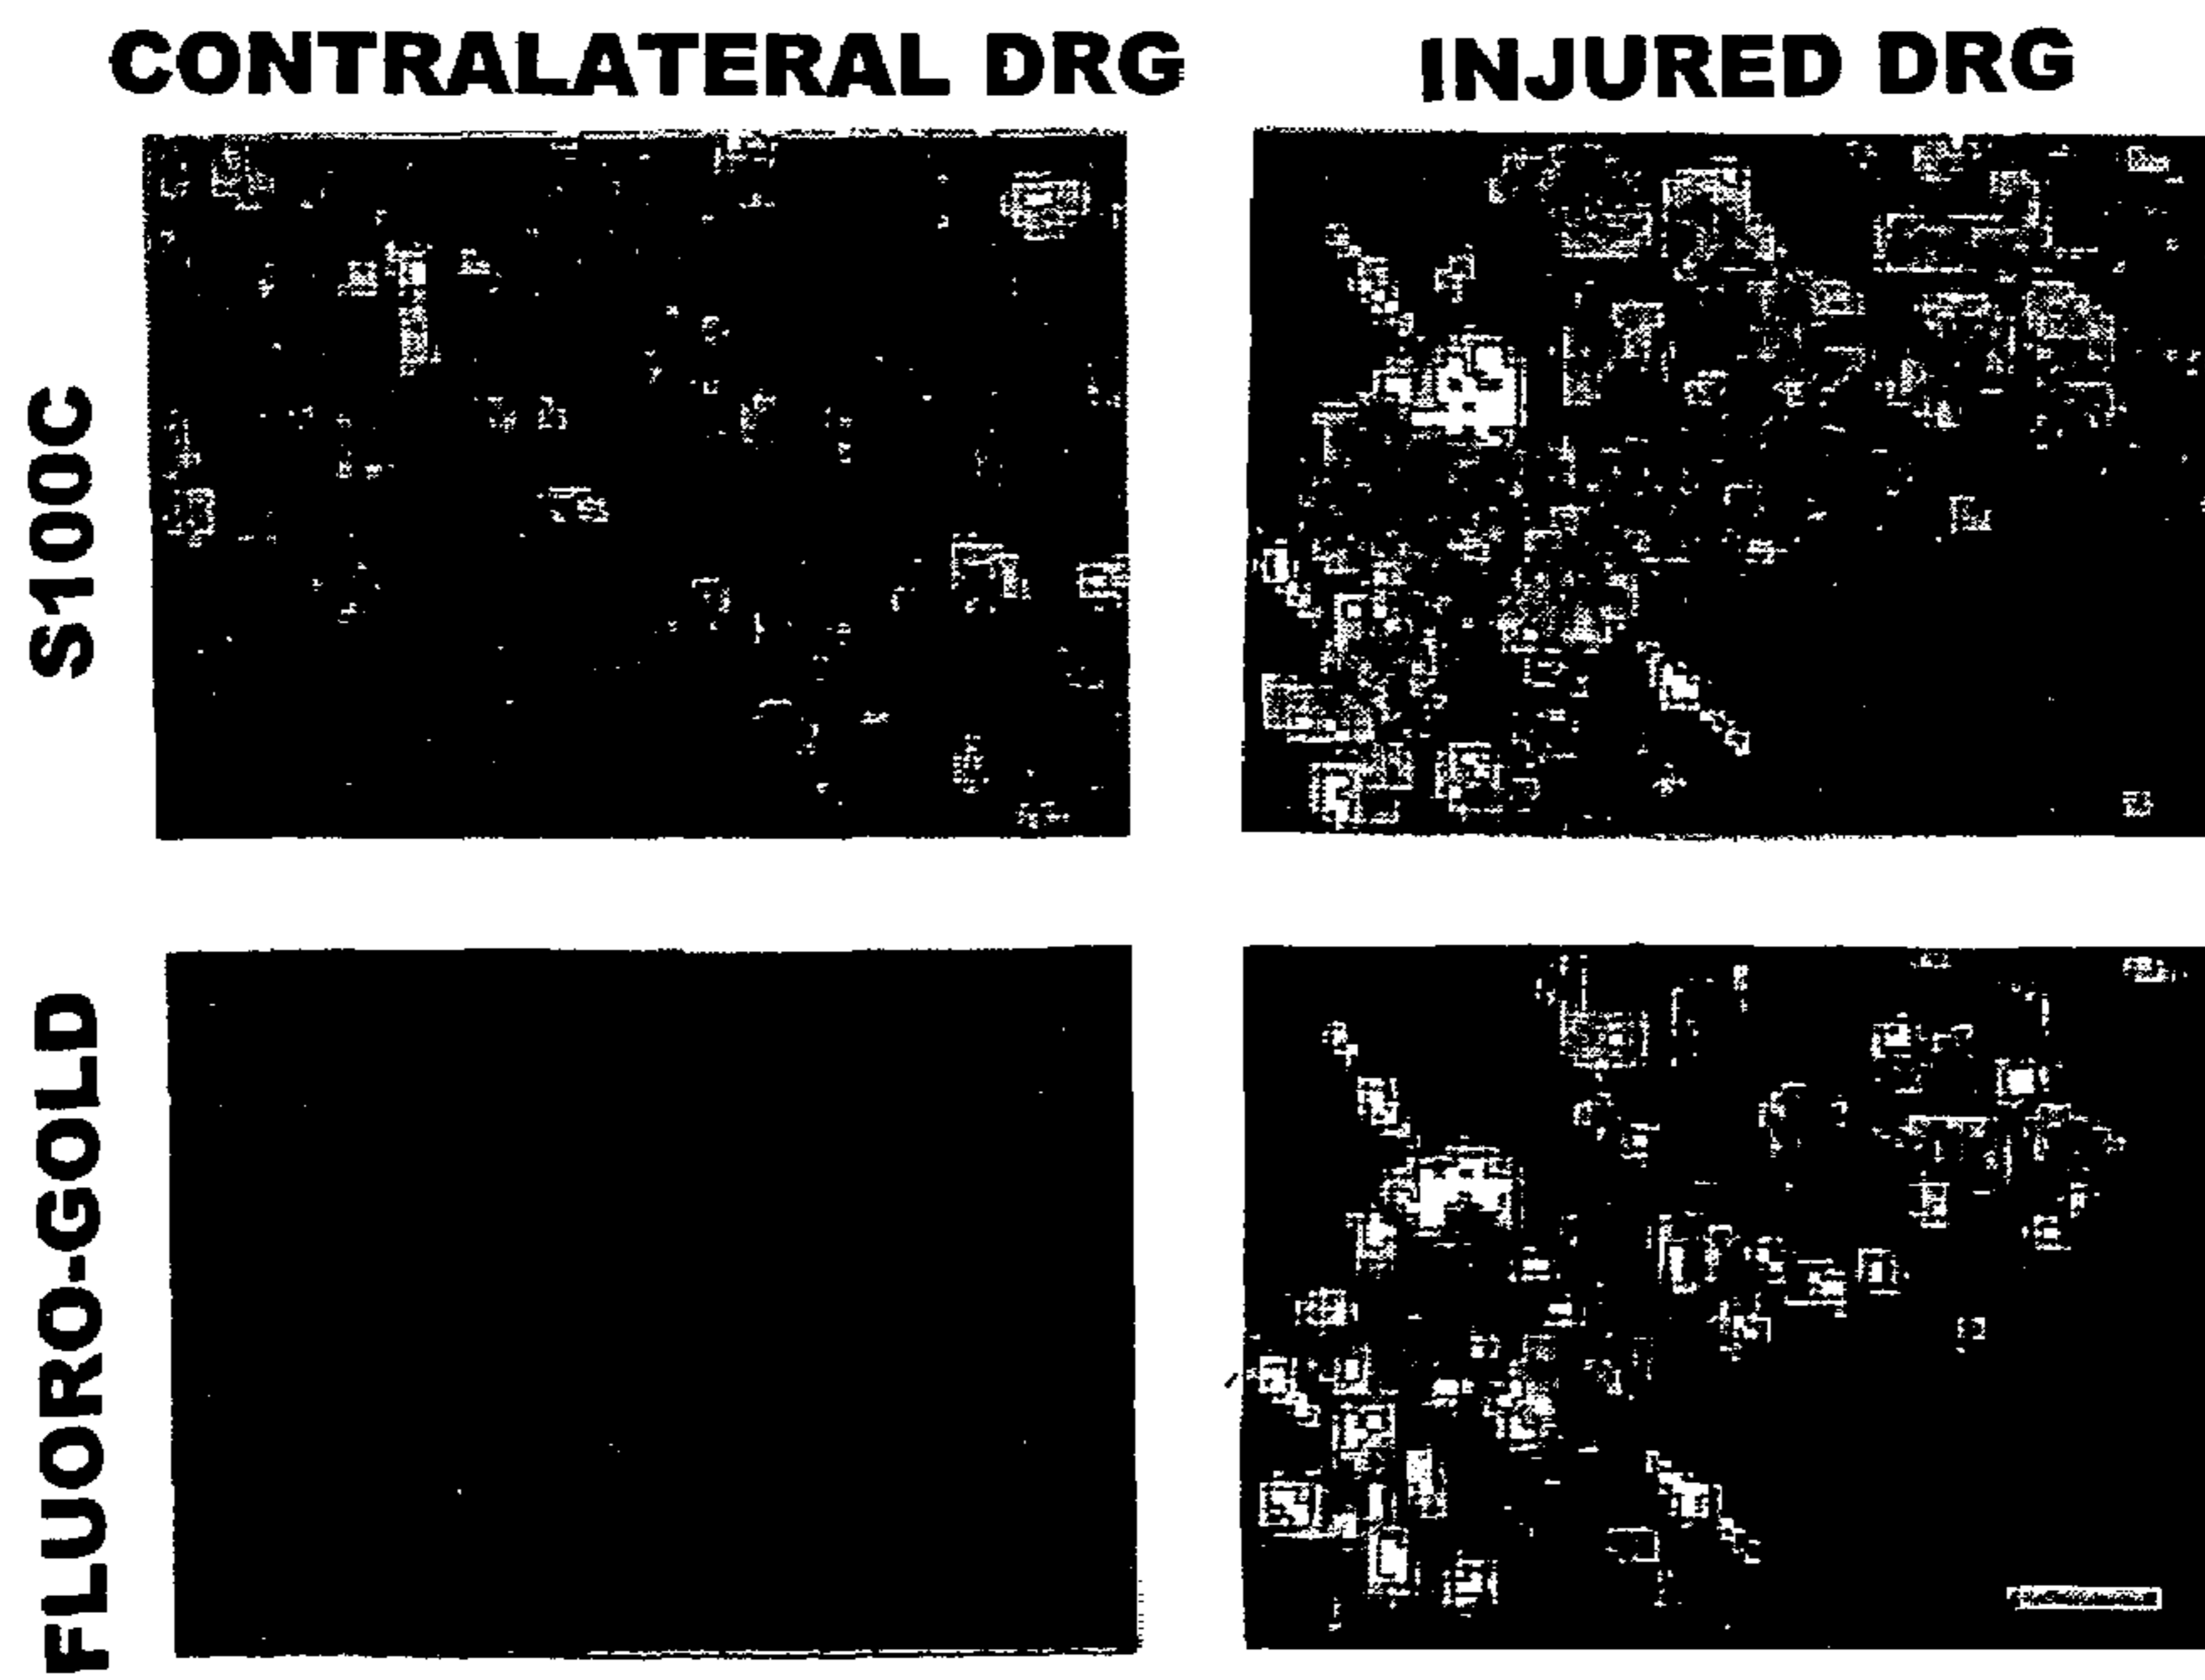 CONTRALATERAL DRG
INJURED DRG
S100C
FLUORO-GOLD